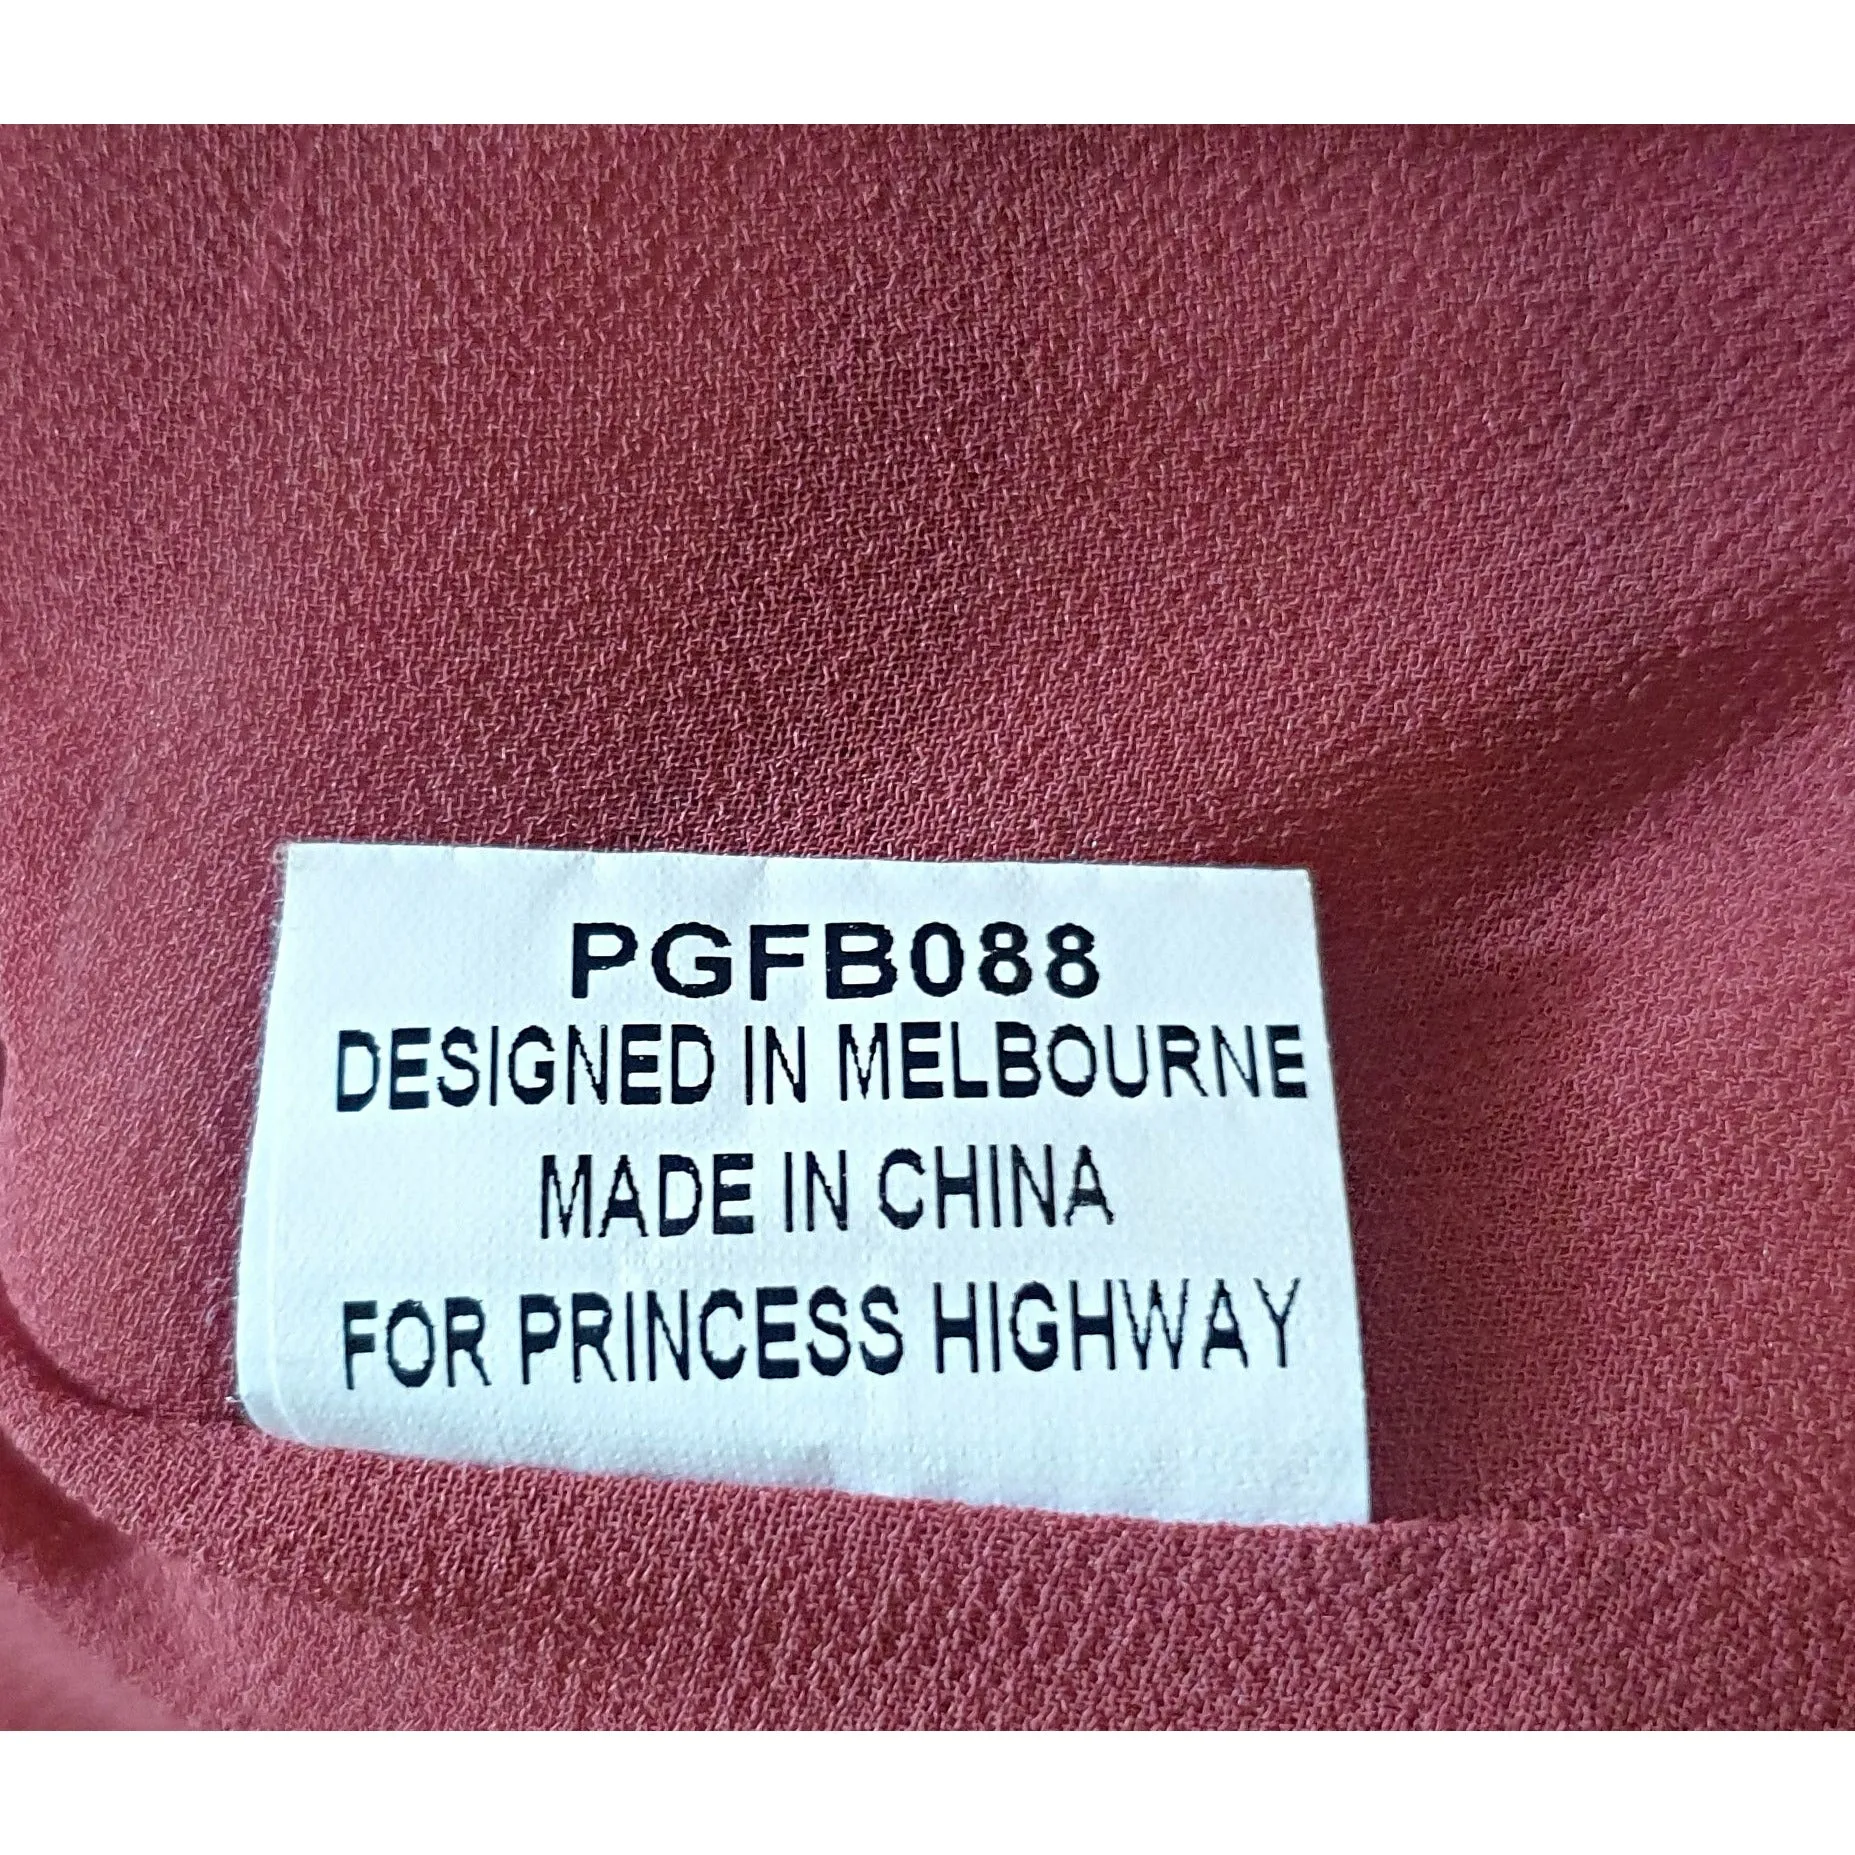 PGFB088
DESIGNED IN MELBOURNE
MADE IN CHINA
FOR PRINCESS HIGHWAY